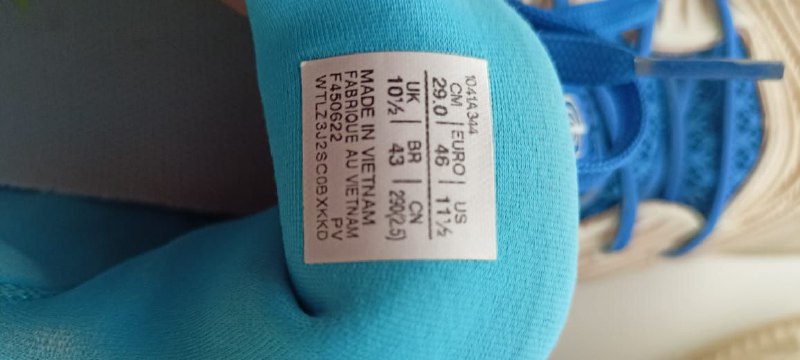 1041A344
CM | EURO | US
29.0 | 46 | 11½
UK | BR | CN
10½ | 43 | 290(2.5)
MADE IN VIETNAM
FABRIQUE AU VIETNAM
F450622 PV
WTLZ3J2SC0BXKKD